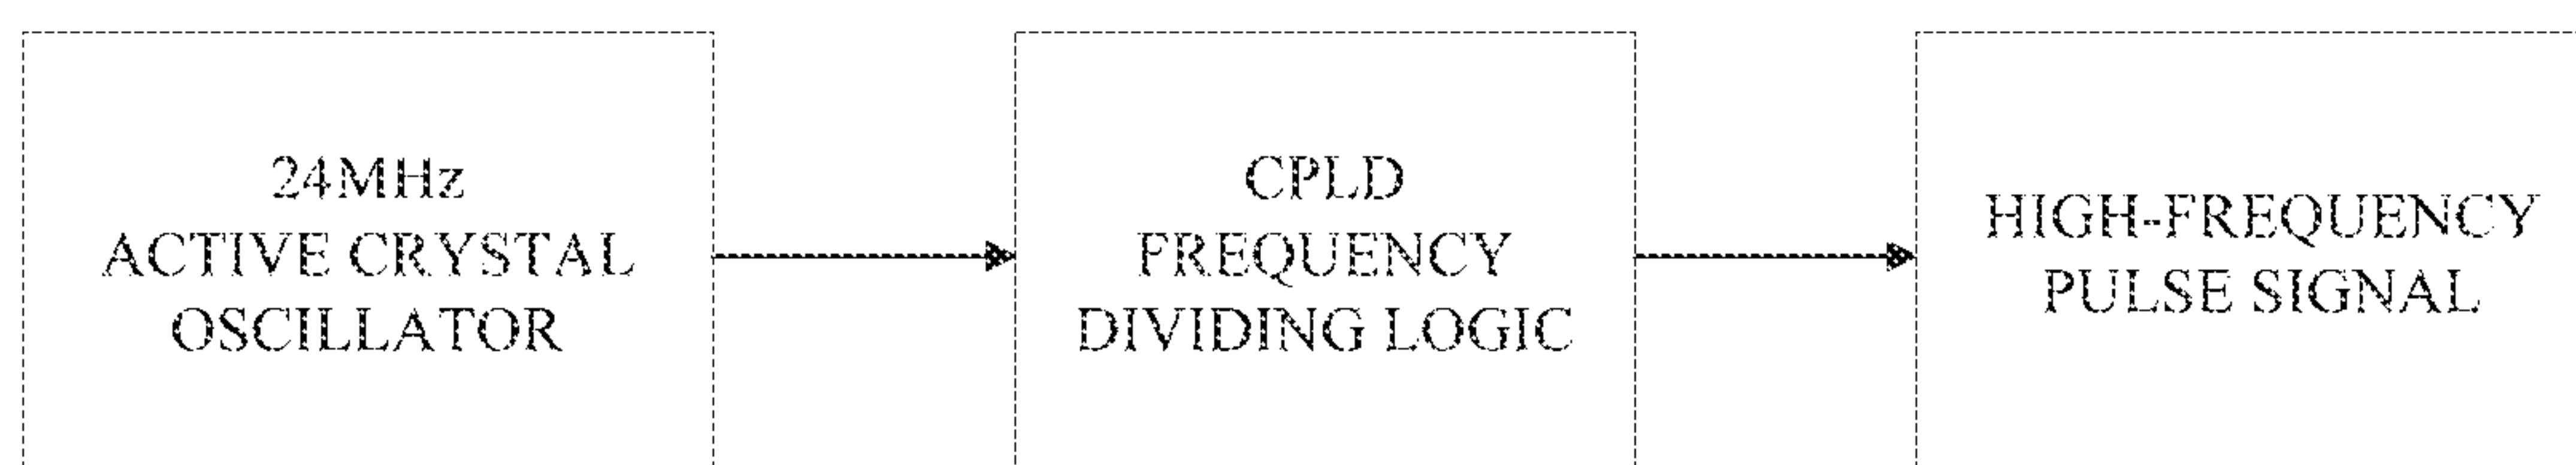 24MHz
ACTIVE CRYSTAL
OSCILLATOR
CPLD
FREQUENCY
DIVIDING LOGIC
HIGH-FREQUENCY
PULSE SIGNAL